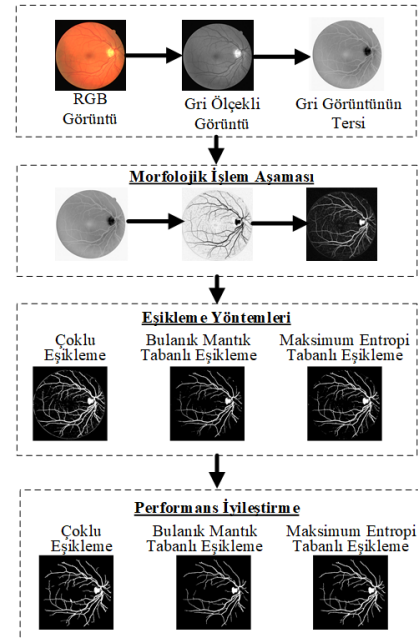 RGB Görüntü
Gri Ölçekli Görüntü
Gri Görüntünün Tersi
Morfolojik İşlem Aşaması
Eşikleme Yöntemleri
Çoklu Eşikleme
Bulanık Mantık Tabanlı Eşikleme
Maksimum Entropi Tabanlı Eşikleme
Performans İyileştirme
Çoklu Eşikleme
Bulanık Mantık Tabanlı Eşikleme
Maksimum Entropi Tabanlı Eşikleme